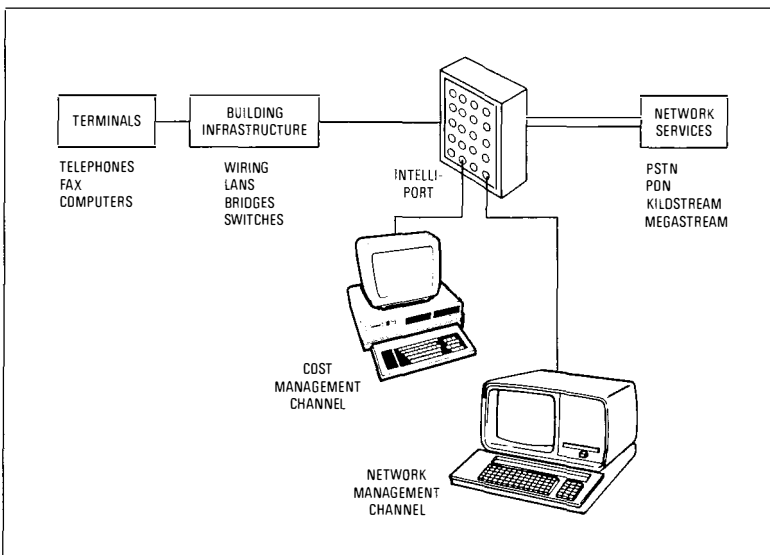 TERMINALS
BUILDING
INFRASTRUCTURE
NETWORK
SERVICES
TELEPHONES
FAX
COMPUTERS
WIRING
LANS
BRIDGES
SWITCHES
INTELLI-
PORT
PSTN
PDN
KILOSTREAM
MEGASTREAM
COST
MANAGEMENT
CHANNEL
NETWORK
MANAGEMENT
CHANNEL